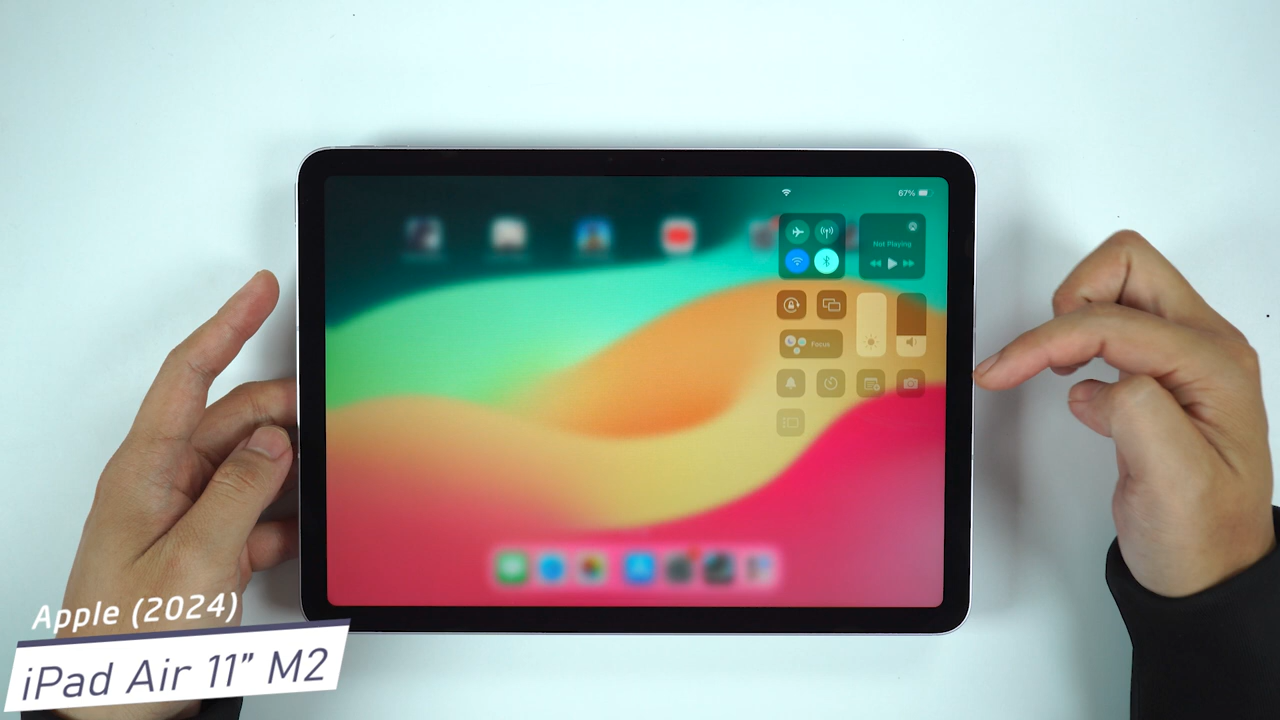 67%
Not Playing
Focus
Apple (2024)
iPad Air 11” M2